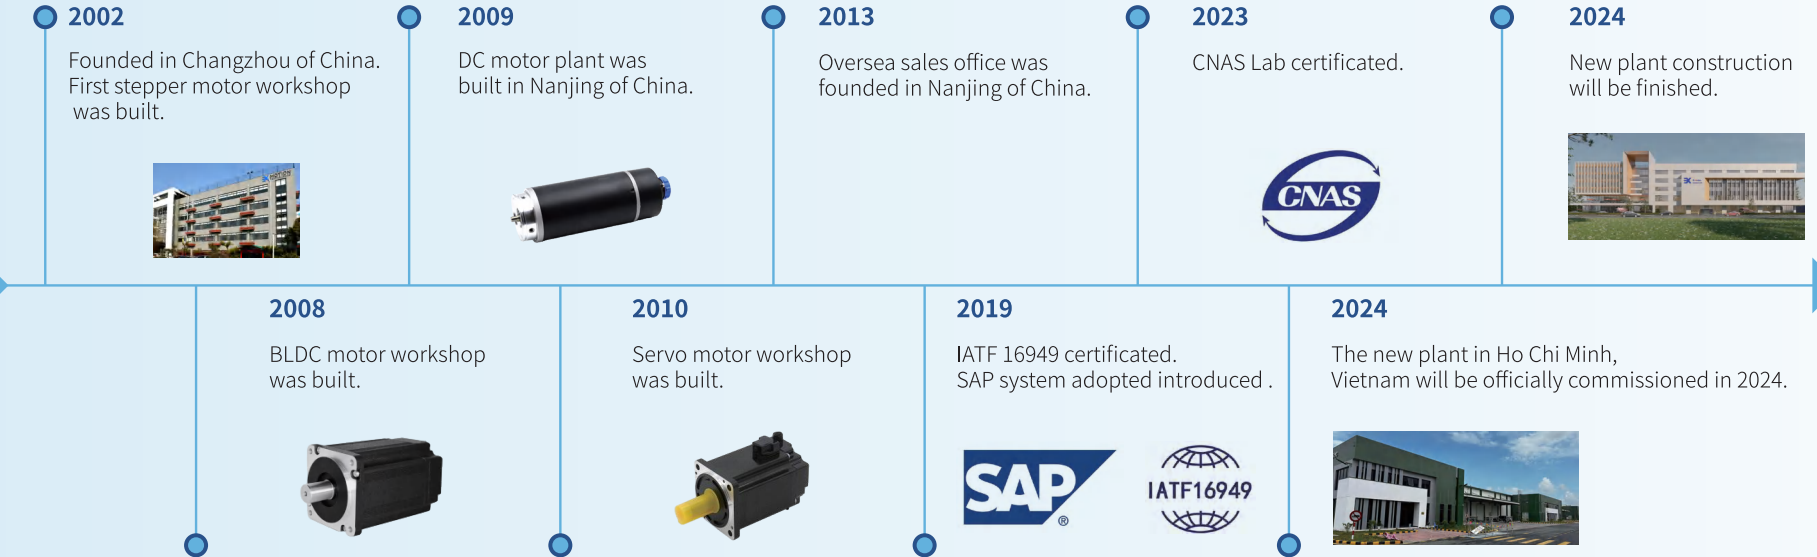 2002
Founded in Changzhou of China.
First stepper motor workshop
was built.
2009
DC motor plant was
built in Nanjing of China.
2013
Oversea sales office was
founded in Nanjing of China.
2023
CNAS Lab certificated.
CNAS
2024
New plant construction
will be finished.
2008
BLDC motor workshop
was built.
2010
Servo motor workshop
was built.
2019
IATF 16949 certificated.
SAP system adopted introduced .
SAP ®
IATF16949
2024
The new plant in Ho Chi Minh,
Vietnam will be officially commissioned in 2024.